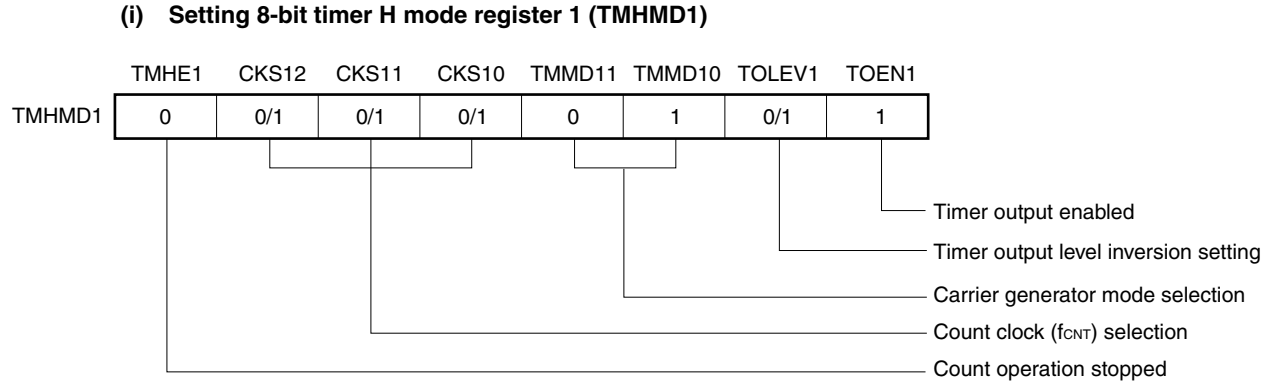 (i) Setting 8-bit timer H mode register 1 (TMHMD1)
TMHE1 CKS12 CKS11 CKS10 TMMD11 TMMD10 TOLEV1 TOEN1
TMHMD1 0 0/1 0/1 0/1 0 1 0/1 1
Timer output enabled
Timer output level inversion setting
Carrier generator mode selection
Count clock (fCNT) selection
Count operation stopped